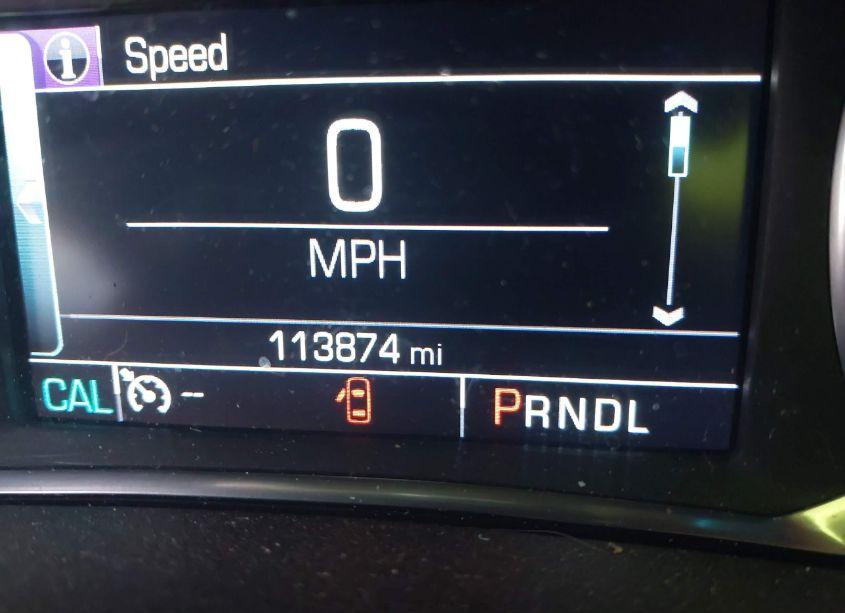 Speed
0
MPH
113874 mi
CAL -- PRNDL